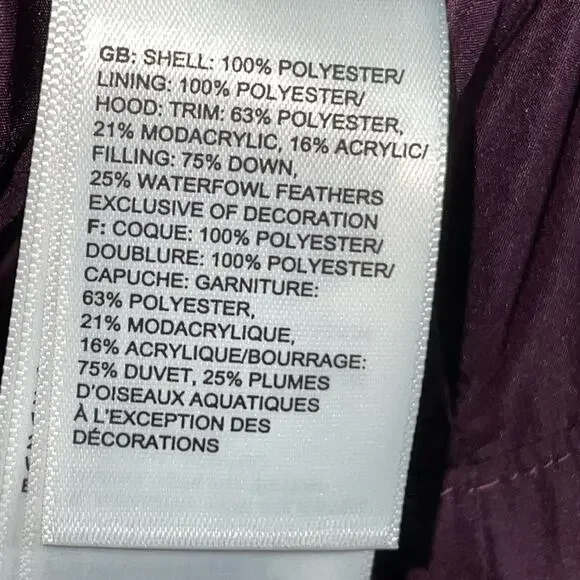 GB: SHELL: 100% POLYESTER/
LINING: 100% POLYESTER/
HOOD: TRIM: 63% POLYESTER,
21% MODACRYLIC, 16% ACRYLIC/
FILLING: 75% DOWN,
25% WATERFOWL FEATHERS
EXCLUSIVE OF DECORATION
F: COQUE: 100% POLYESTER/
DOUBLURE: 100% POLYESTER/
CAPUCHE: GARNITURE:
63% POLYESTER,
21% MODACRYLIQUE,
16% ACRYLIQUE/BOURRAGE:
75% DUVET, 25% PLUMES
D'OISEAUX AQUATIQUES
À L'EXCEPTION DES
DÉCORATIONS